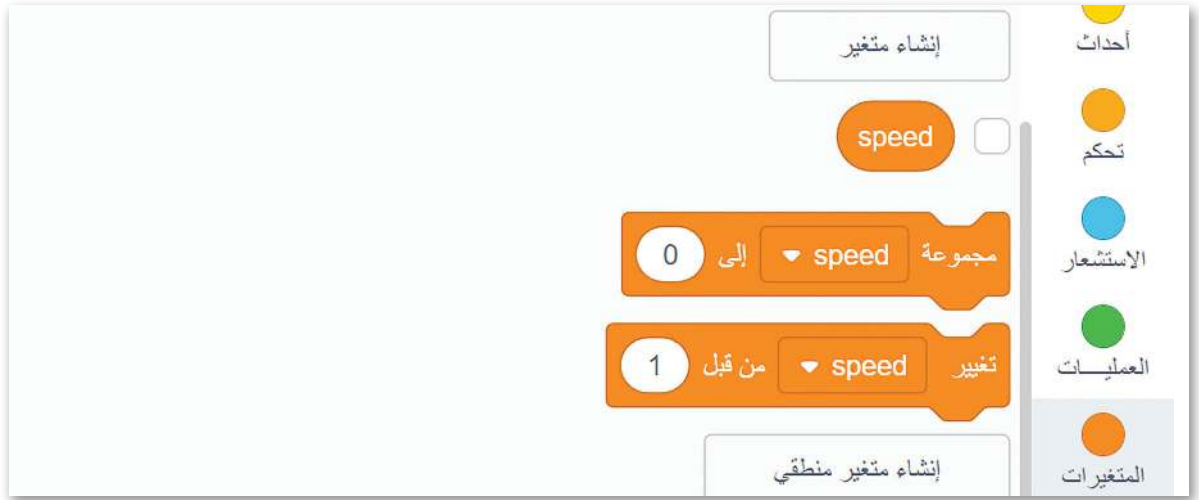 أحداث
تحكم
الاستشعار
العمليـــات
المتغيرات
إنشاء متغير
speed
مجموعة speed إلى 0
تغيير speed من قبل 1
إنشاء متغير منطقي